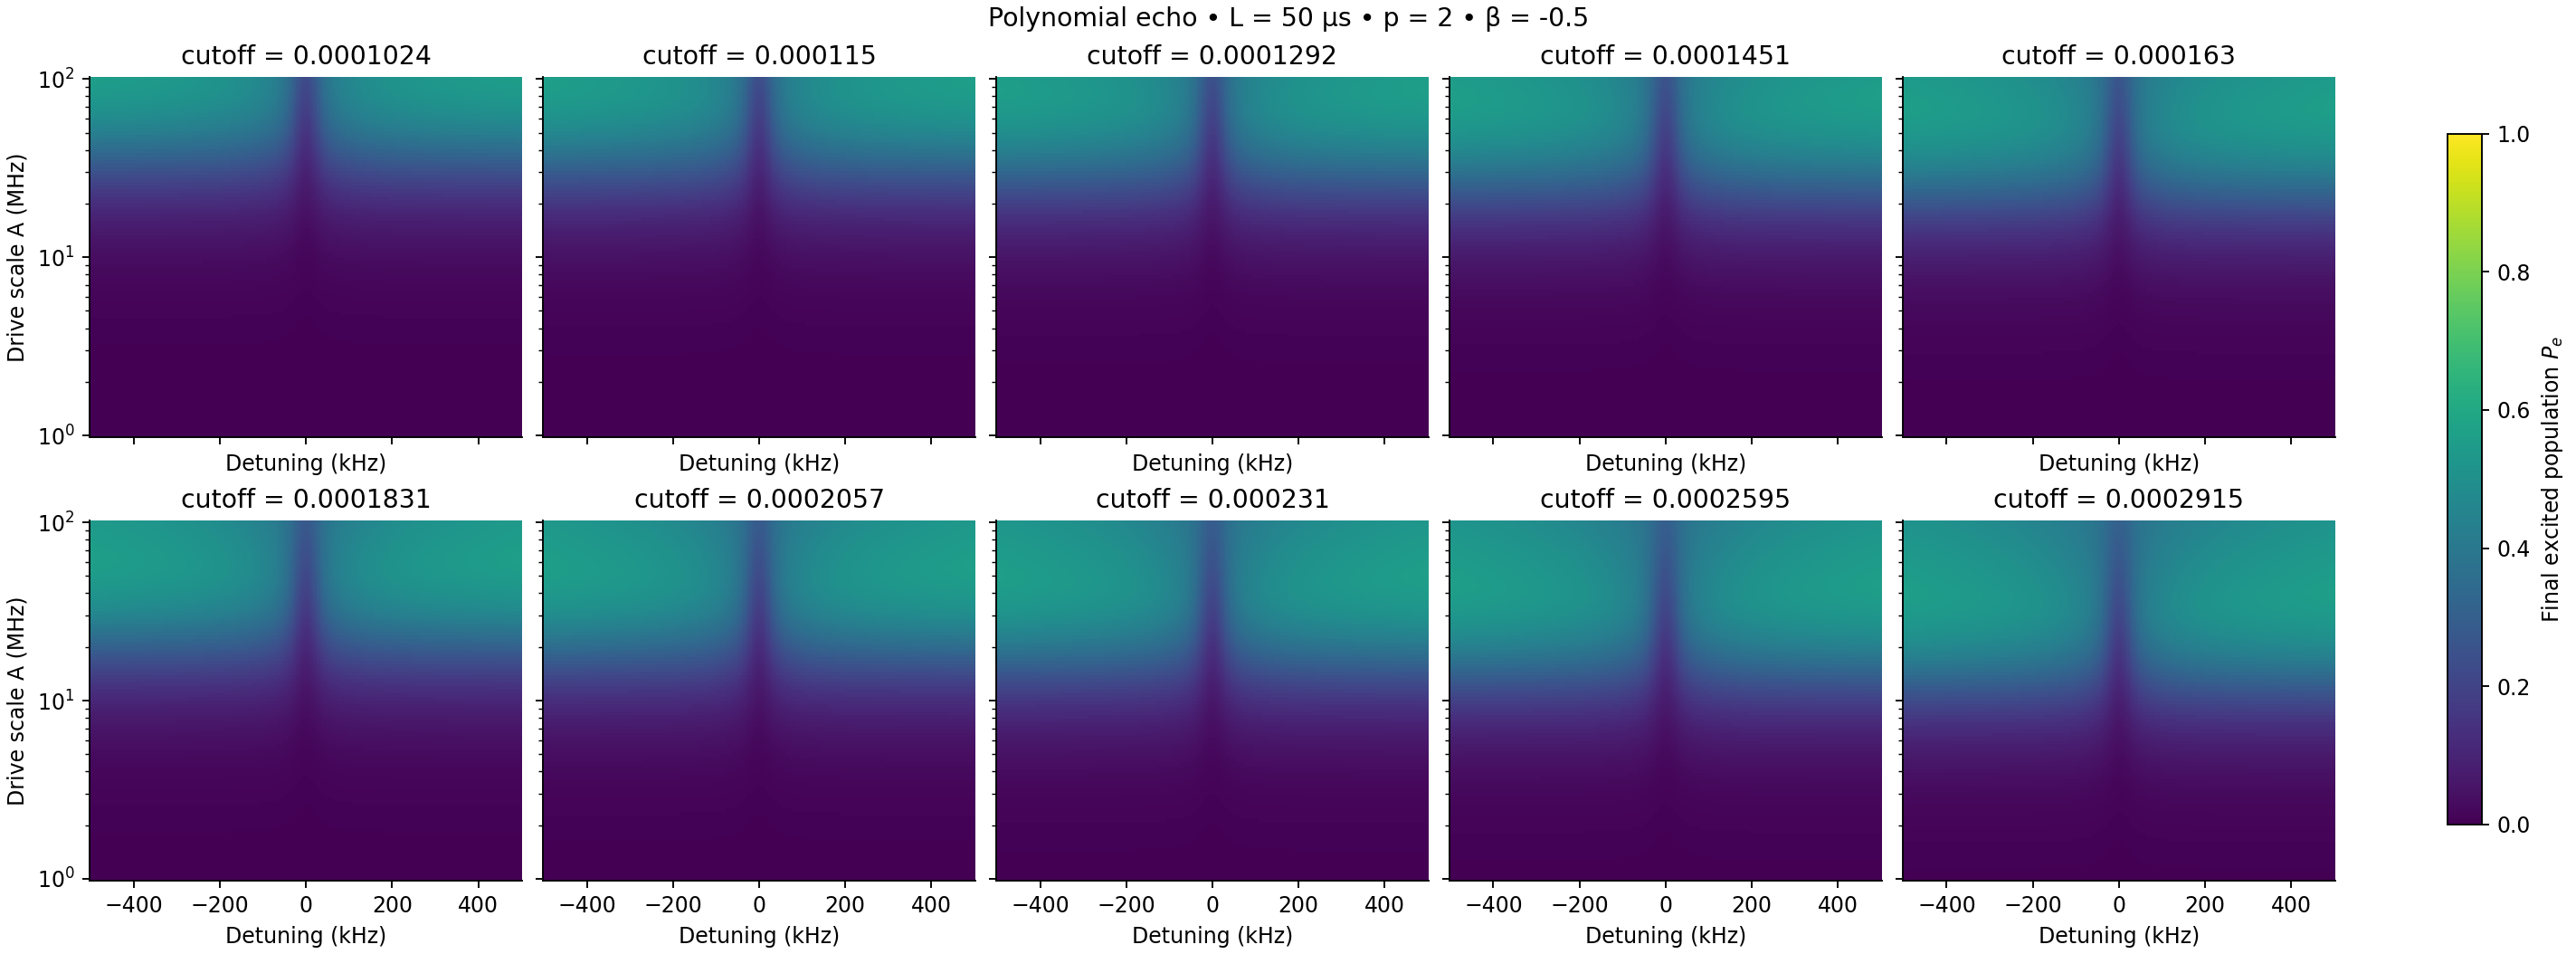 Polynomial echo • L = 50 μs • p = 2 • β = -0.5
cutoff = 0.0001024
cutoff = 0.000115
cutoff = 0.0001292
cutoff = 0.0001451
cutoff = 0.000163
10²
10¹
10⁰
Drive scale A (MHz)
Detuning (kHz)
Detuning (kHz)
Detuning (kHz)
Detuning (kHz)
Detuning (kHz)
cutoff = 0.0001831
cutoff = 0.0002057
cutoff = 0.000231
cutoff = 0.0002595
cutoff = 0.0002915
10²
10¹
10⁰
Drive scale A (MHz)
−400 −200 0 200 400
−400 −200 0 200 400
−400 −200 0 200 400
−400 −200 0 200 400
−400 −200 0 200 400
Detuning (kHz)
Detuning (kHz)
Detuning (kHz)
Detuning (kHz)
Detuning (kHz)
1.0
0.8
0.6
0.4
0.2
0.0
Final excited population Pₑ